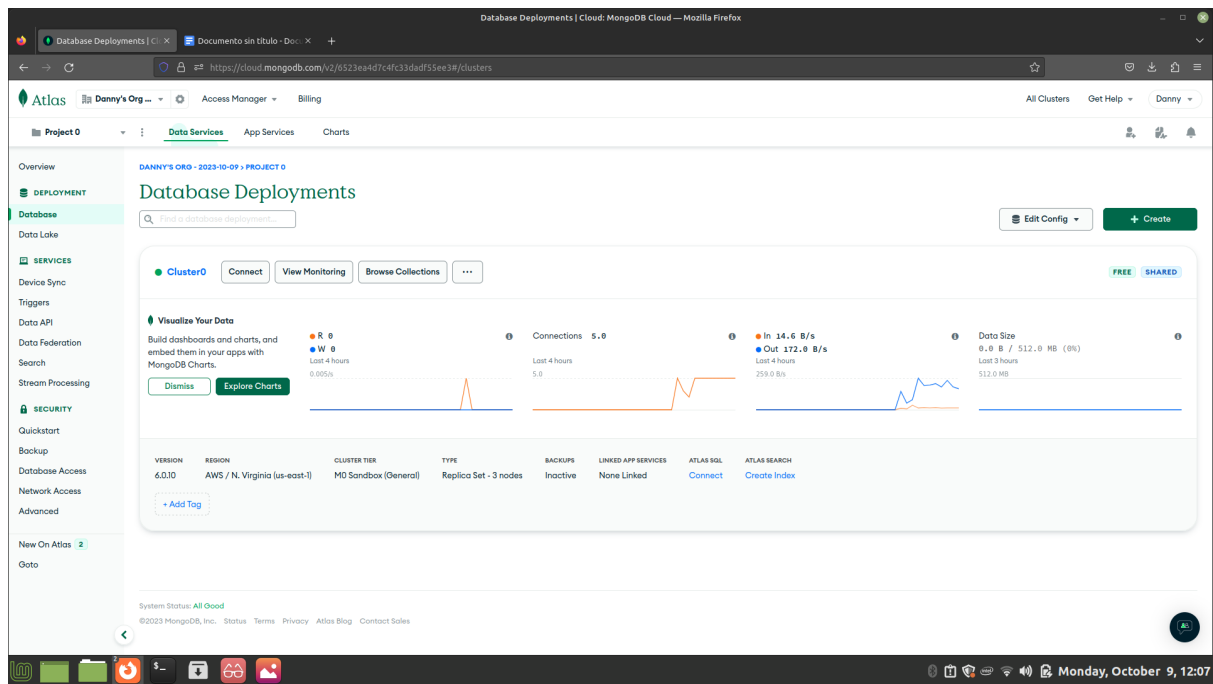 Database Deployments | Cloud: MongoDB Cloud — Mozilla Firefox
Database Deployments | Cl
Documento sin título - Doc
https://cloud.mongodb.com/v2/6523ea4d7c4fc33dadf55ee3#/clusters
Atlas Danny's Org ... Access Manager Billing All Clusters Get Help Danny
Project 0 Data Services App Services Charts
Overview
DEPLOYMENT
Database
Data Lake
SERVICES
Device Sync
Triggers
Data API
Data Federation
Search
Stream Processing
SECURITY
Quickstart
Backup
Database Access
Network Access
Advanced
New On Atlas 2
Goto
DANNY'S ORG - 2023-10-09 > PROJECT 0
Database Deployments
Find a database deployment...
Edit Config
+ Create
Cluster0 Connect View Monitoring Browse Collections ... FREE SHARED
Visualize Your Data
Build dashboards and charts, and
embed them in your apps with
MongoDB Charts.
Dismiss Explore Charts
R 0
W 0
Last 4 hours
0.005/s
Connections 5.0
Last 4 hours
5.0
In 14.6 B/s
Out 172.0 B/s
Last 4 hours
259.0 B/s
Data Size
0.0 B / 512.0 MB (0%)
Last 3 hours
512.0 MB
VERSION REGION CLUSTER TIER TYPE BACKUPS LINKED APP SERVICES ATLAS SQL ATLAS SEARCH
6.0.10 AWS / N. Virginia (us-east-1) M0 Sandbox (General) Replica Set - 3 nodes Inactive None Linked Connect Create Index
+ Add Tag
System Status: All Good
©2023 MongoDB, Inc. Status Terms Privacy Atlas Blog Contact Sales
2
$_
Monday, October 9, 12:07